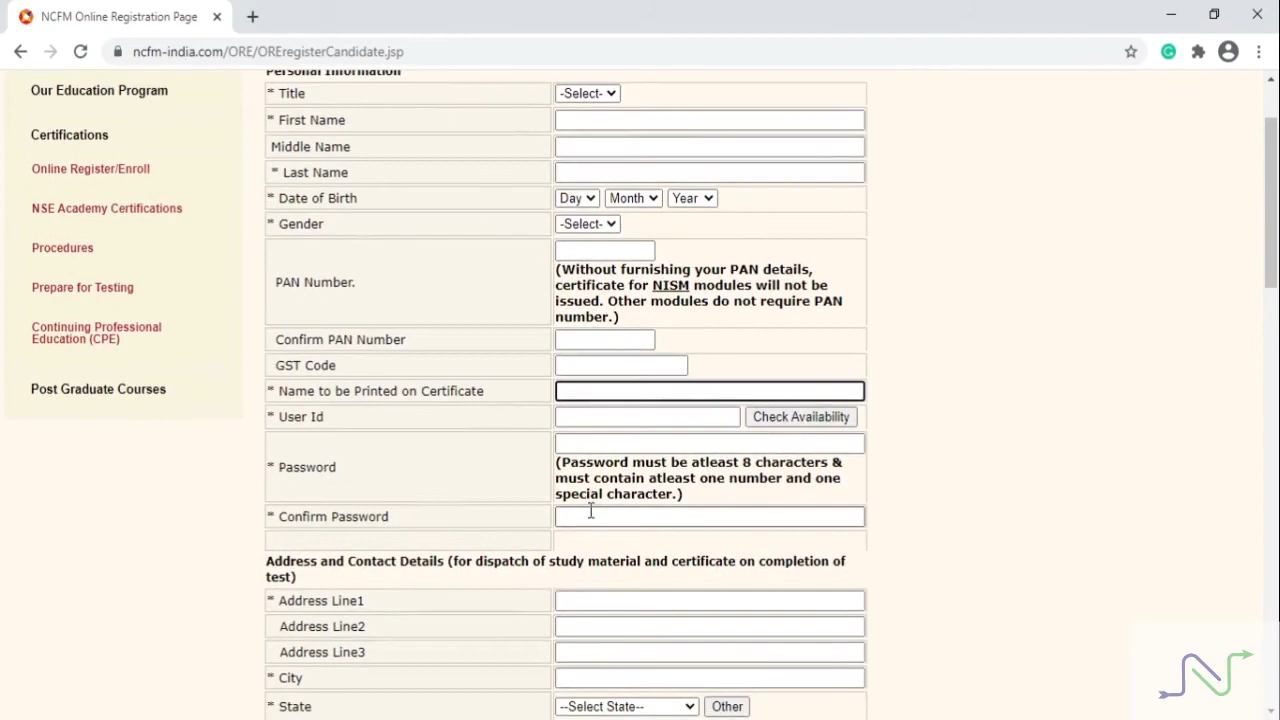 NCFM Online Registration Page
ncfm-india.com/ORE/OREregisterCandidate.jsp
Our Education Program
Certifications
Online Register/Enroll
NSE Academy Certifications
Procedures
Prepare for Testing
Continuing Professional
Education (CPE)
Post Graduate Courses
Personal Information
* Title -Select-
* First Name
Middle Name
* Last Name
* Date of Birth Day Month Year
* Gender -Select-
PAN Number.
(Without furnishing your PAN details,
certificate for NISM modules will not be
issued. Other modules do not require PAN
number.)
Confirm PAN Number
GST Code
* Name to be Printed on Certificate
* User Id Check Availability
* Password
(Password must be atleast 8 characters &
must contain atleast one number and one
special character.)
* Confirm Password
Address and Contact Details (for dispatch of study material and certificate on completion of
test)
* Address Line1
Address Line2
Address Line3
* City
* State --Select State-- Other